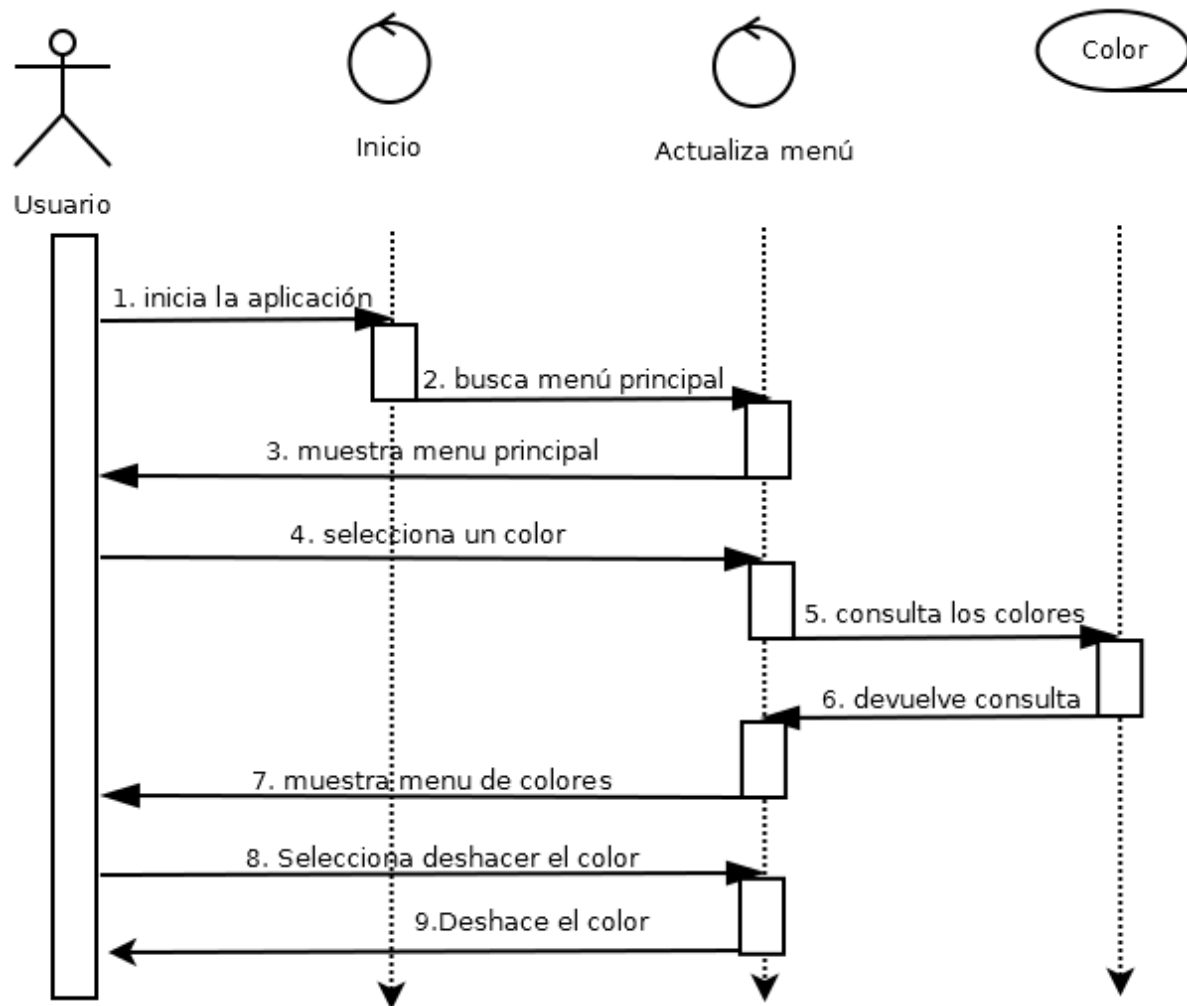 Color
Inicio
Actualiza menú
Usuario
1. inicia la aplicación
2. busca menú principal
3. muestra menu principal
4. selecciona un color
5. consulta los colores
6. devuelve consulta
7. muestra menu de colores
8. Selecciona deshacer el color
9.Deshace el color